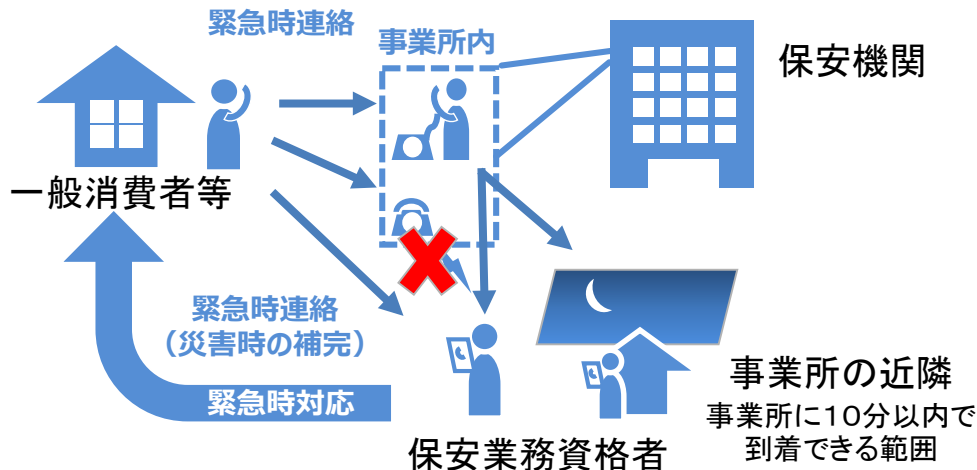 緊急時連絡
事業所内
保安機関
一般消費者等
緊急時連絡
（災害時の補完）
緊急時対応
保安業務資格者
事業所の近隣
事業所に１０分以内で
到着できる範囲